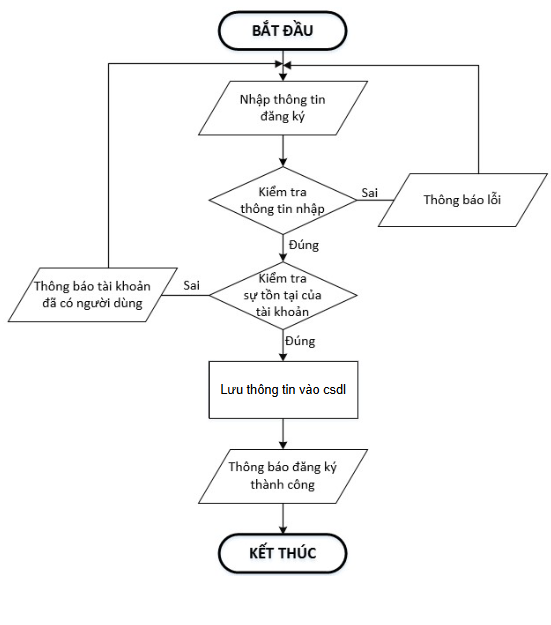 BẮT ĐẦU
Nhập thông tin
đăng ký
Kiểm tra
thông tin nhập
Sai
Thông báo lỗi
Đúng
Thông báo tài khoản
đã có người dùng
Sai
Kiểm tra
sự tồn tại của
tài khoản
Đúng
Lưu thông tin vào csdl
Thông báo đăng ký
thành công
KẾT THÚC